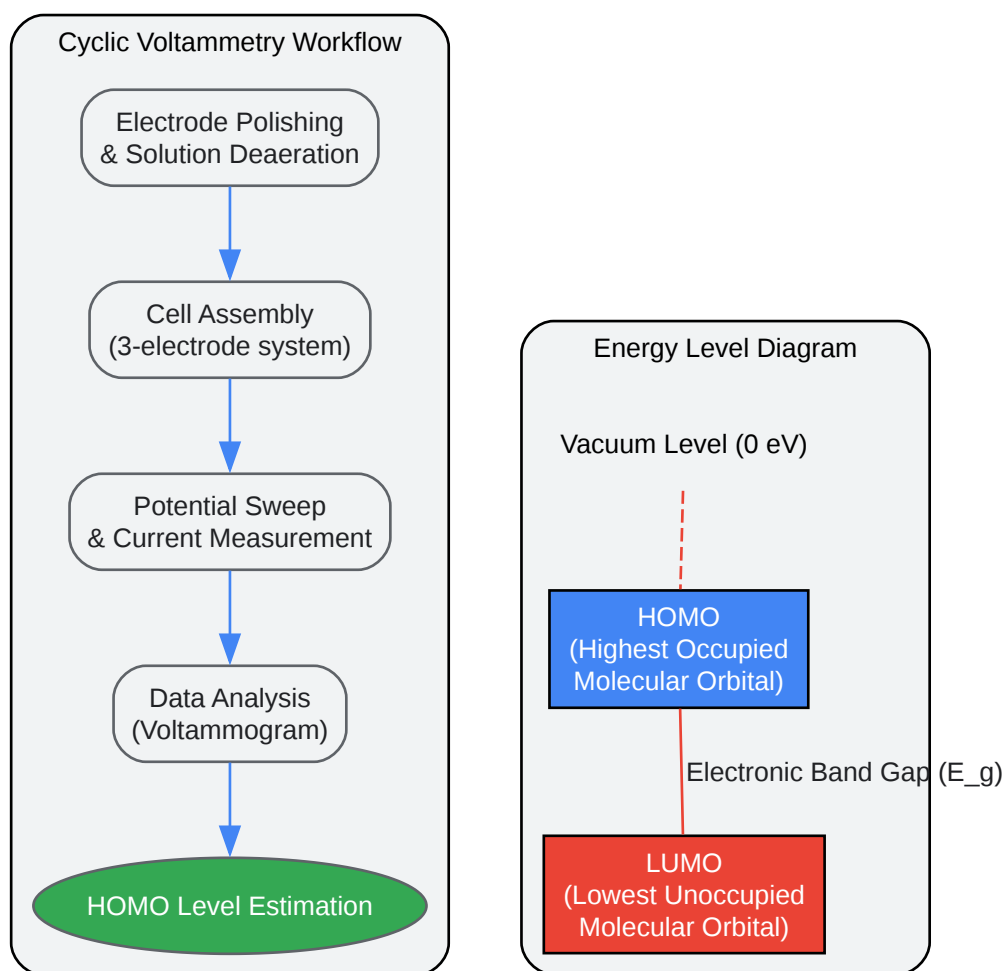 Cyclic Voltammetry Workflow
Electrode Polishing
& Solution Deaeration
Cell Assembly
(3-electrode system)
Potential Sweep
& Current Measurement
Data Analysis
(Voltammogram)
HOMO Level Estimation
Energy Level Diagram
Vacuum Level (0 eV)
HOMO
(Highest Occupied
Molecular Orbital)
Electronic Band Gap (E_g)
LUMO
(Lowest Unoccupied
Molecular Orbital)